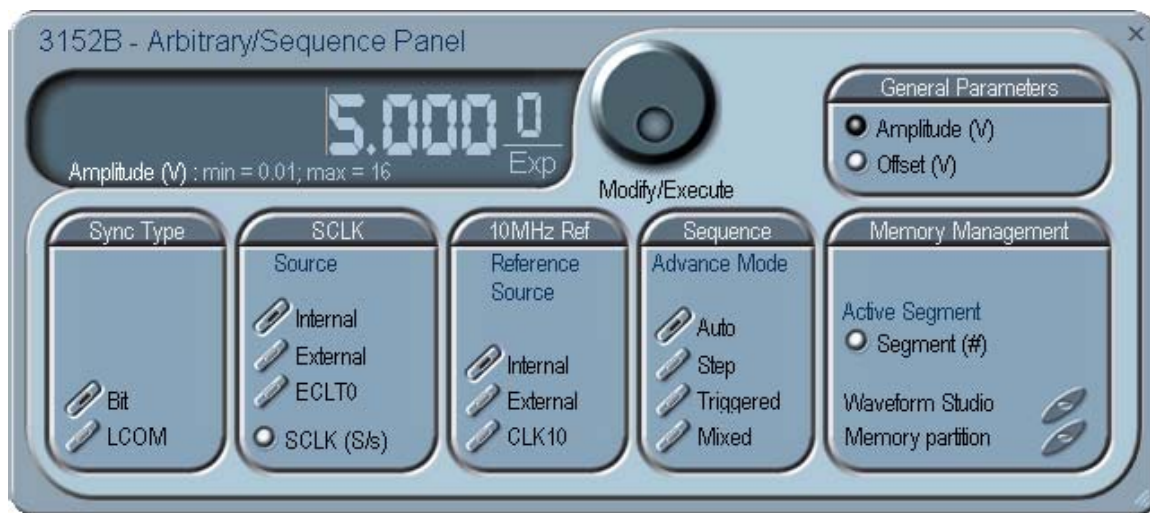 3152B - Arbitrary/Sequence Panel
5.000 0
Exp
Amplitude (V) : min = 0.01; max = 16
Modify/Execute
General Parameters
Amplitude (V)
Offset (V)
Sync Type
Bit
LCOM
SCLK
Source
Internal
External
ECLT0
SCLK (S/s)
10MHz Ref
Reference
Source
Internal
External
CLK10
Sequence
Advance Mode
Auto
Step
Triggered
Mixed
Memory Management
Active Segment
Segment (#)
Waveform Studio
Memory partition